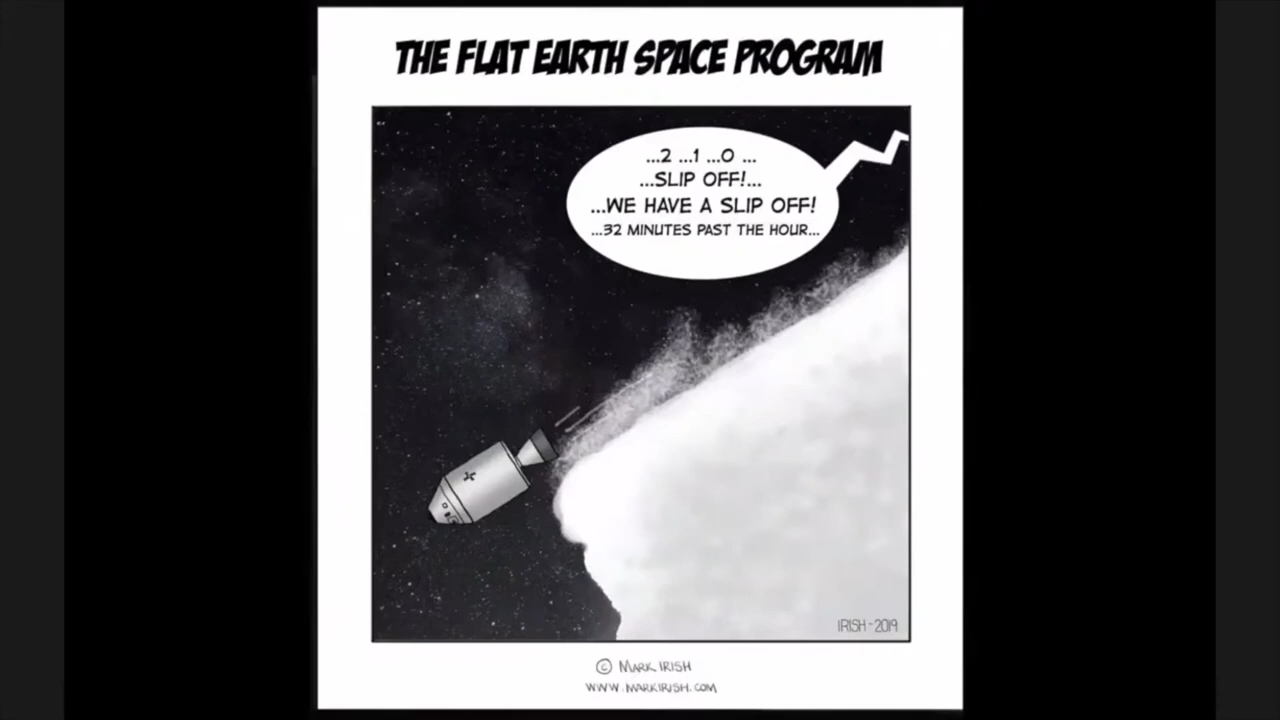 THE FLAT EARTH SPACE PROGRAM
...2 ...1 ...0 ...
...SLIP OFF!...
...WE HAVE A SLIP OFF!
...32 MINUTES PAST THE HOUR...
IRISH - 2019
© MARK IRISH
WWW.MARKIRISH.COM